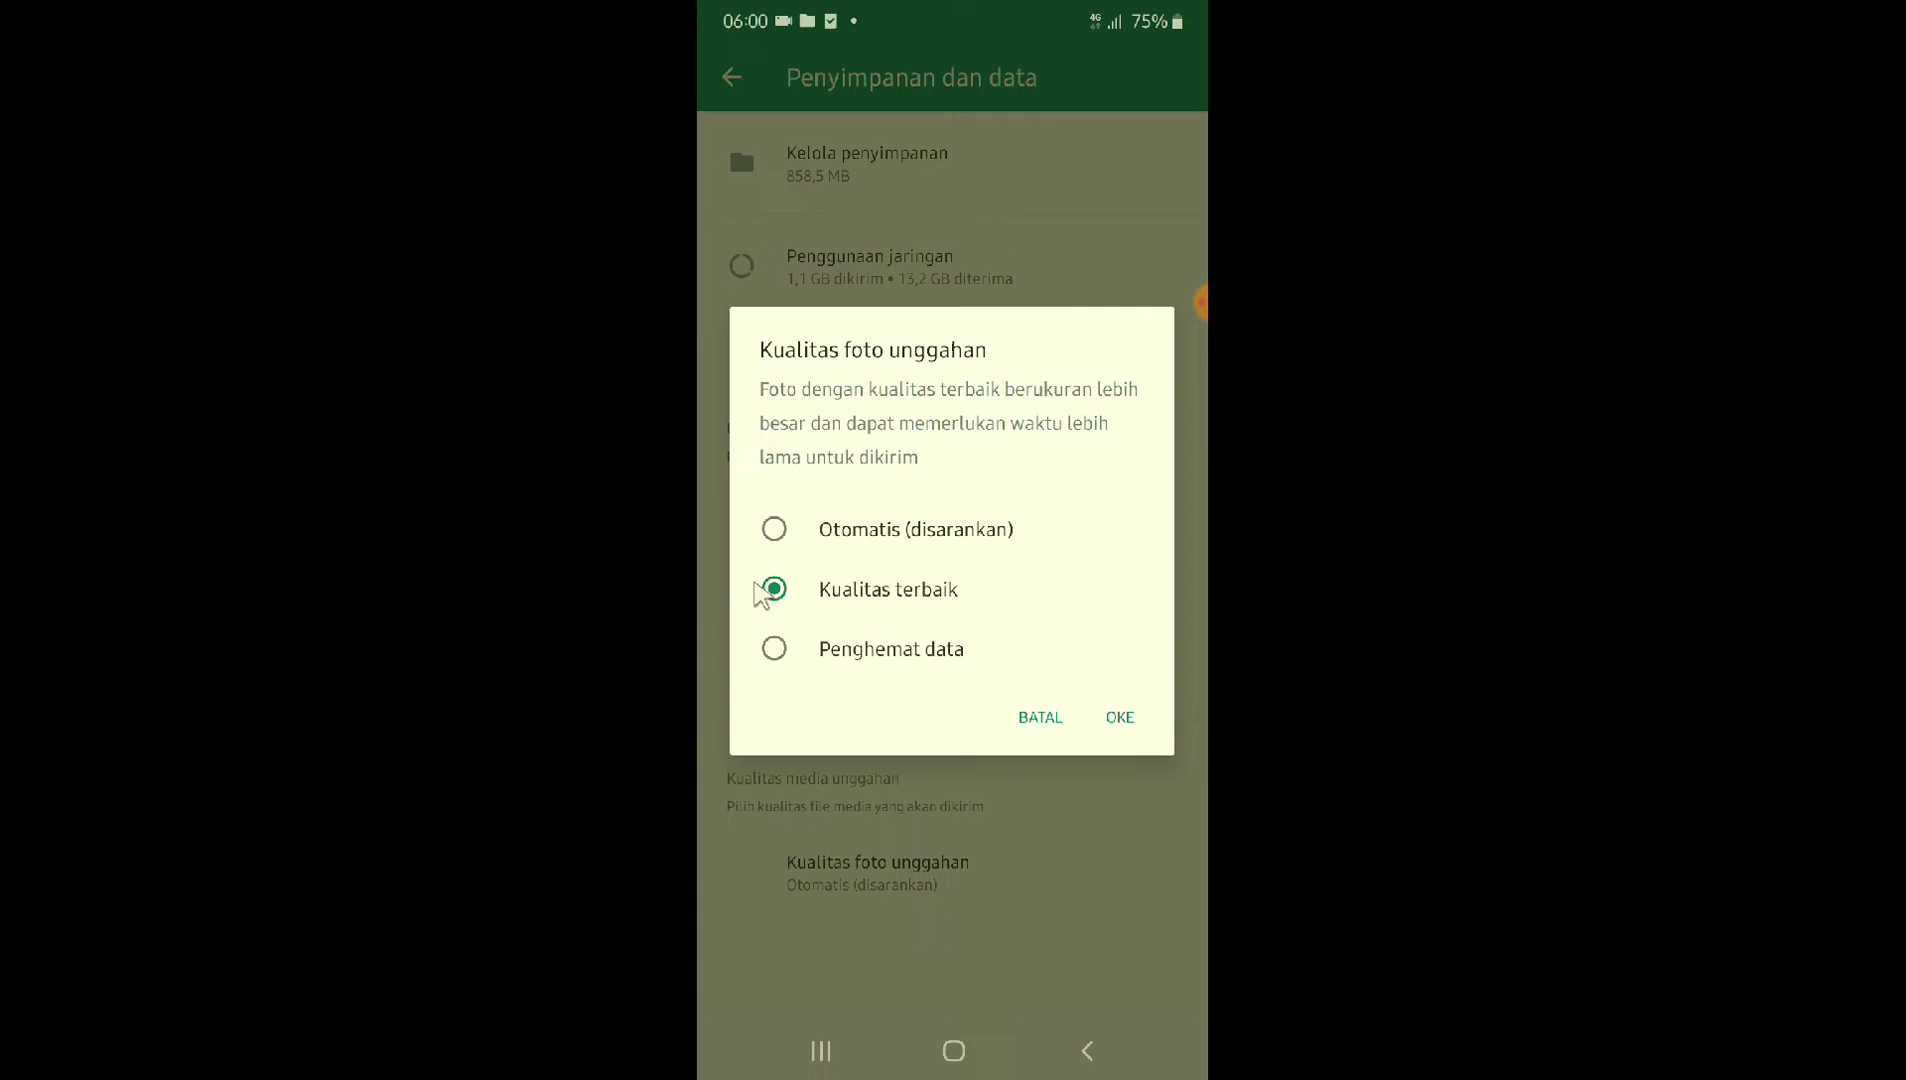 06:00
4G 75%
Penyimpanan dan data
Kelola penyimpanan
858,5 MB
Penggunaan jaringan
1,1 GB dikirim • 13,2 GB diterima
Kualitas foto unggahan
Foto dengan kualitas terbaik berukuran lebih
besar dan dapat memerlukan waktu lebih
lama untuk dikirim
Otomatis (disarankan)
Kualitas terbaik
Penghemat data
BATAL OKE
Kualitas media unggahan
Pilih kualitas file media yang akan dikirim
Kualitas foto unggahan
Otomatis (disarankan)